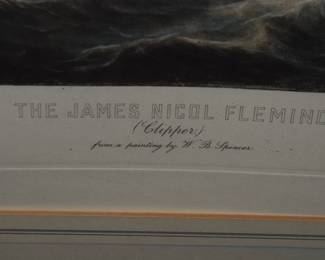 THE JAMES NICOL FLEMING
(Clipper)
from a painting by W. B. Spencer